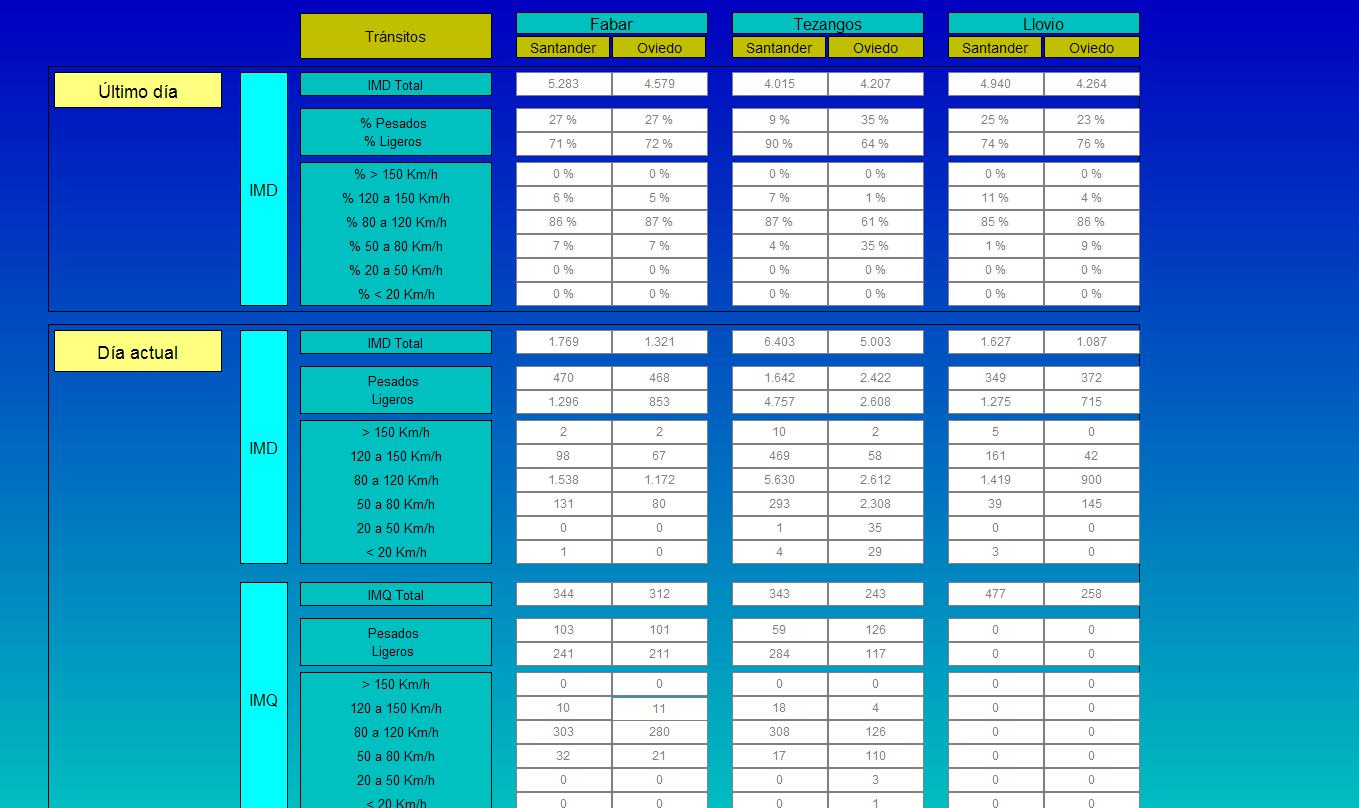 Tránsitos Fabar Tezangos Llovio
Santander Oviedo Santander Oviedo Santander Oviedo
Último día
IMD
IMD Total 5.283 4.579 4.015 4.207 4.940 4.264
% Pesados 27 % 27 % 9 % 35 % 25 % 23 %
% Ligeros 71 % 72 % 90 % 64 % 74 % 76 %
% > 150 Km/h 0 % 0 % 0 % 0 % 0 % 0 %
% 120 a 150 Km/h 6 % 5 % 7 % 1 % 11 % 4 %
% 80 a 120 Km/h 86 % 87 % 87 % 61 % 85 % 86 %
% 50 a 80 Km/h 7 % 7 % 4 % 35 % 1 % 9 %
% 20 a 50 Km/h 0 % 0 % 0 % 0 % 0 % 0 %
% < 20 Km/h 0 % 0 % 0 % 0 % 0 % 0 %
Día actual
IMD
IMD Total 1.769 1.321 6.403 5.003 1.627 1.087
Pesados 470 468 1.642 2.422 349 372
Ligeros 1.296 853 4.757 2.608 1.275 715
> 150 Km/h 2 2 10 2 5 0
120 a 150 Km/h 98 67 469 58 161 42
80 a 120 Km/h 1.538 1.172 5.630 2.612 1.419 900
50 a 80 Km/h 131 80 293 2.308 39 145
20 a 50 Km/h 0 0 1 35 0 0
< 20 Km/h 1 0 4 29 3 0
IMQ
IMQ Total 344 312 343 243 477 258
Pesados 103 101 59 126 0 0
Ligeros 241 211 284 117 0 0
> 150 Km/h 0 0 0 0 0 0
120 a 150 Km/h 10 11 18 4 0 0
80 a 120 Km/h 303 280 308 126 0 0
50 a 80 Km/h 32 21 17 110 0 0
20 a 50 Km/h 0 0 0 3 0 0
< 20 Km/h 0 0 0 1 0 0